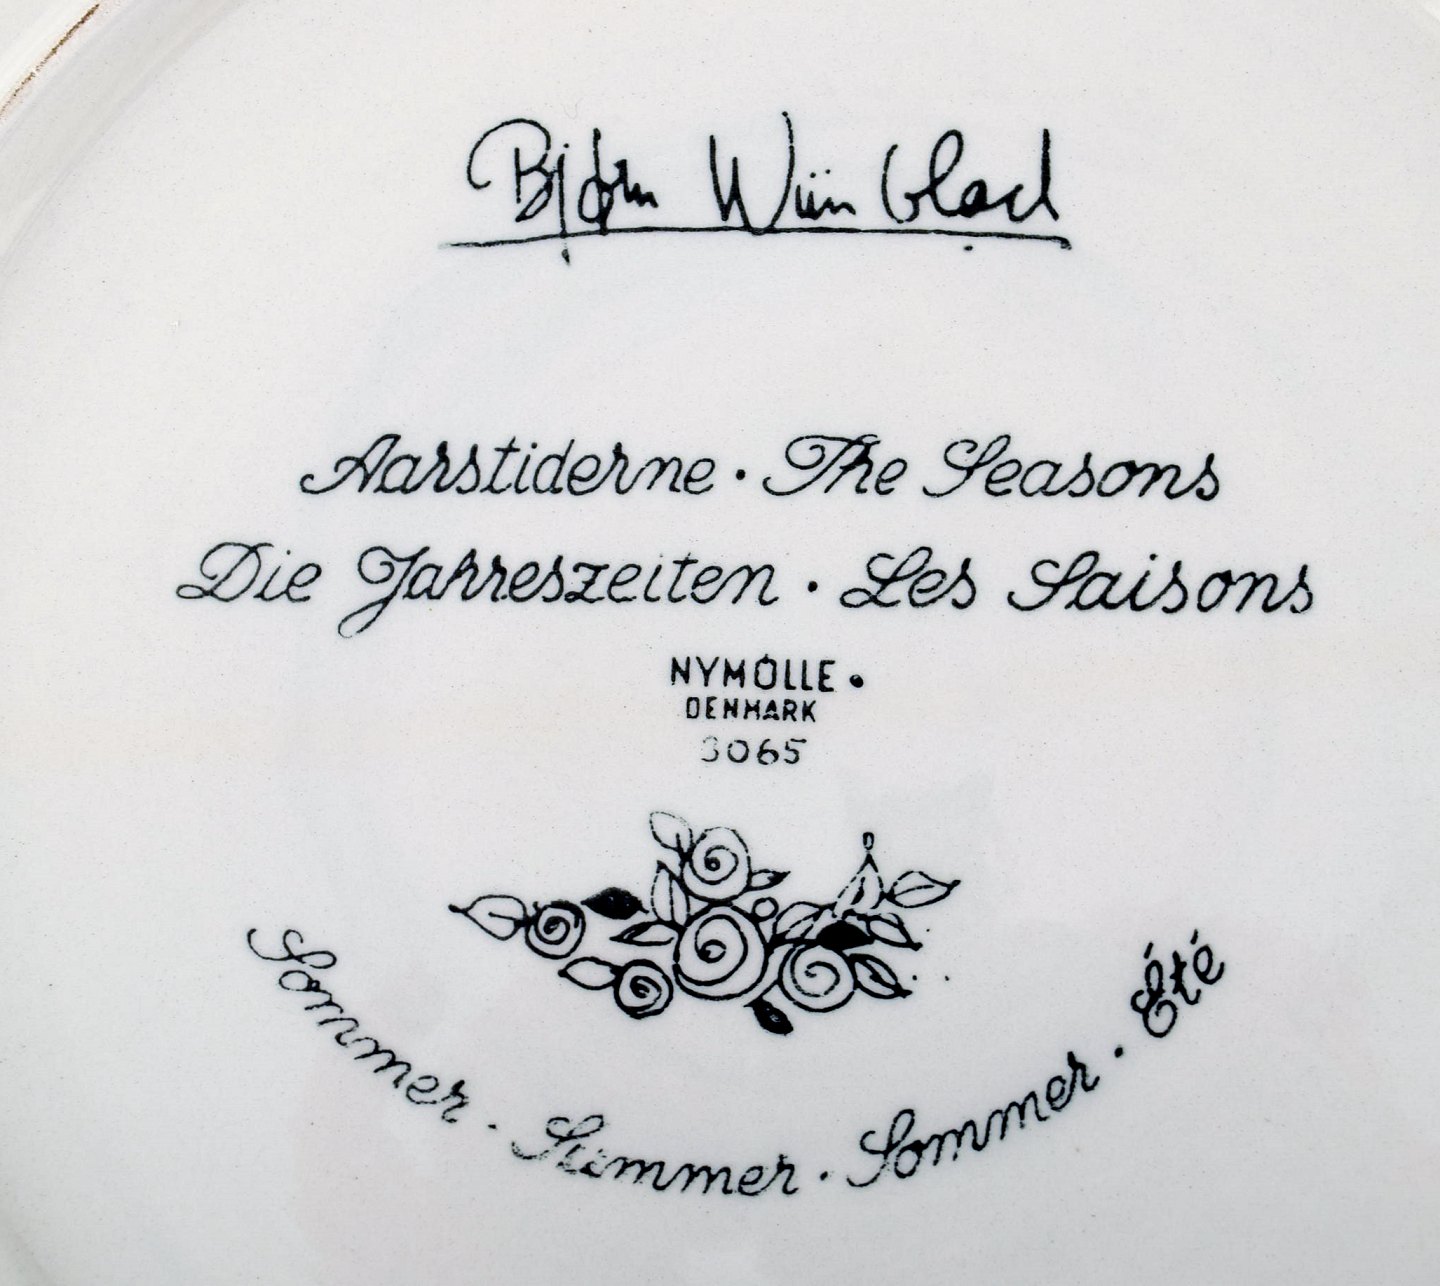 Bjørn Wiinblad
Aarstiderne · The Seasons
Die Jahreszeiten · Les Saisons
NYMÖLLE ·
DENMARK
3065
Sommer · Summer · Sommer · Été